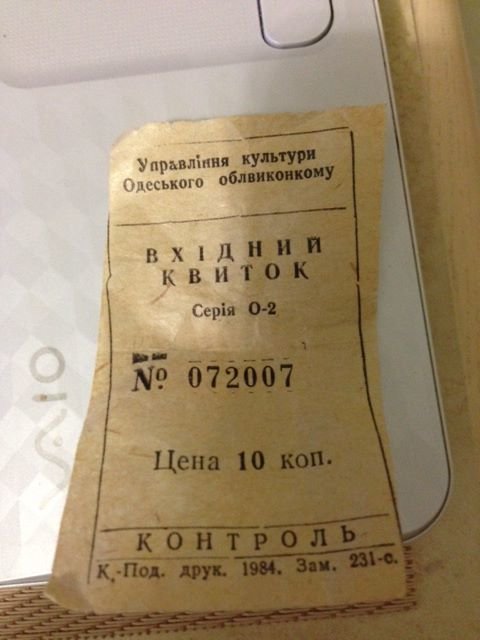 Управління культури
Одеського облвиконкому
ВХІДНИЙ
КВИТОК
Серія О-2
№ 072007
Цена 10 коп.
КОНТРОЛЬ
К.-Под. друк. 1984. Зам. 231-с.
VAIO